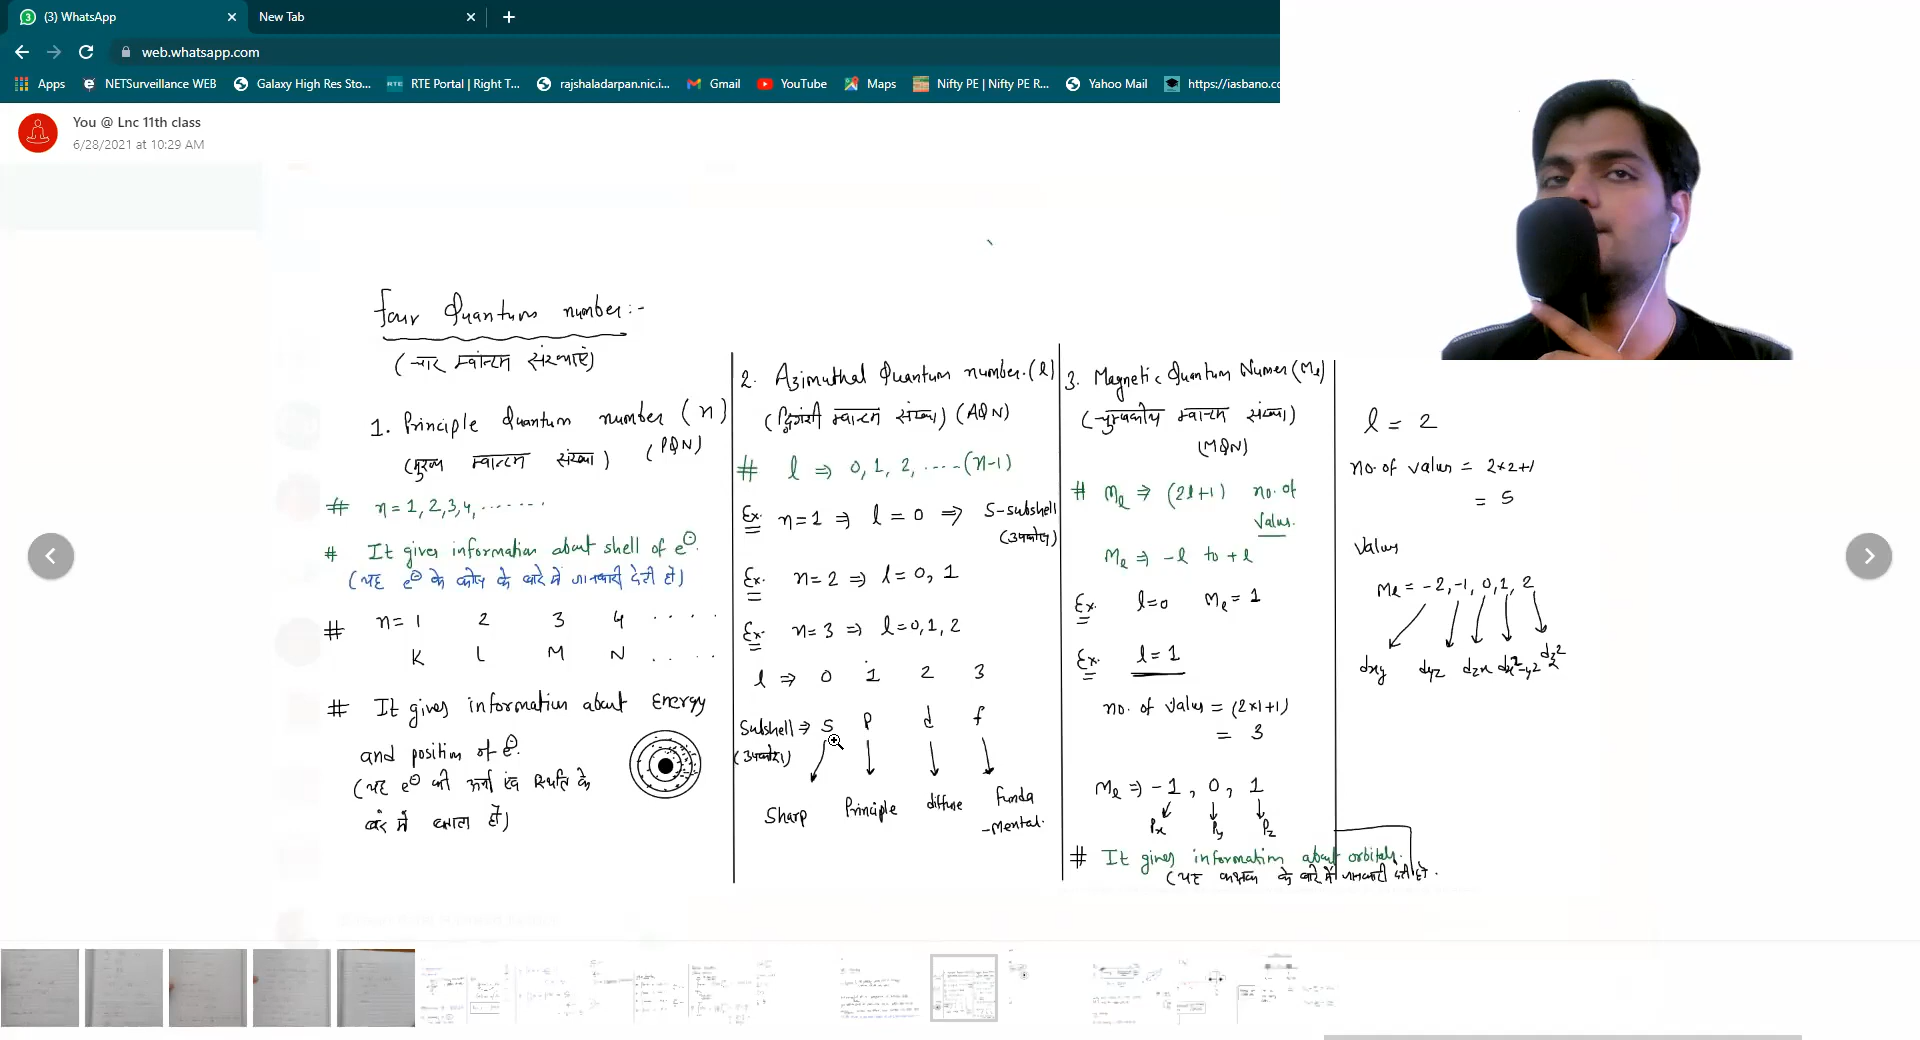 (3) WhatsApp
New Tab
web.whatsapp.com
Apps
NETSurveillance WEB
Galaxy High Res Sto...
RTE Portal | Right T...
rajshaladarpan.nic.i...
Gmail
YouTube
Maps
Nifty PE | Nifty PE R...
Yahoo Mail
https://iasbano.co
You @ Lnc 11th class
6/28/2021 at 10:29 AM
Four Quantum number:-
(चार क्वांटम संख्याएं)
1. Principle Quantum number (n)
(मुख्य क्वान्टम संख्या) (PQN)
# n = 1, 2, 3, 4, .......
# It gives information about shell of e⊖.
(यह e⊖ के कोष के बारे में जानकारी देती है)
# n = 1 2 3 4 ....
K L M N ....
# It gives information about Energy
and position of e⊖.
(यह e⊖ की ऊर्जा एवं स्थिति के
बारे में बताता है)
2. Azimuthal Quantum number. (l)
(द्विगंशी क्वान्टम संख्या) (AQN)
# l ⇒ 0, 1, 2, .....(n-1)
Ex. n = 1 ⇒ l = 0 ⇒ S-subshell
(उपकोष)
Ex. n = 2 ⇒ l = 0, 1
Ex. n = 3 ⇒ l = 0, 1, 2
l ⇒ 0 1 2 3
Subshell ⇒ S P d f
(उपकोश)
Sharp Principle diffuse Funda
-mental.
3. Magnetic Quantum Numer (Mℓ)
(चुम्बकीय क्वान्टम संख्या)
(MQN)
# Mℓ ⇒ (2l+1) no. of
Values.
Mℓ ⇒ -l to +l
Ex. l=0 Mℓ = 1
Ex. l = 1
no. of values = (2×1+1)
= 3
Mℓ ⇒ -1, 0, 1
Px Py Pz
# It gives information about orbitals.
(यह कक्षक के बारे में जानकारी देती है).
l = 2
no. of values = 2×2+1
= 5
Values
Mℓ = -2, -1, 0, 1, 2
dxy dyz dzx dx²-y² dz²